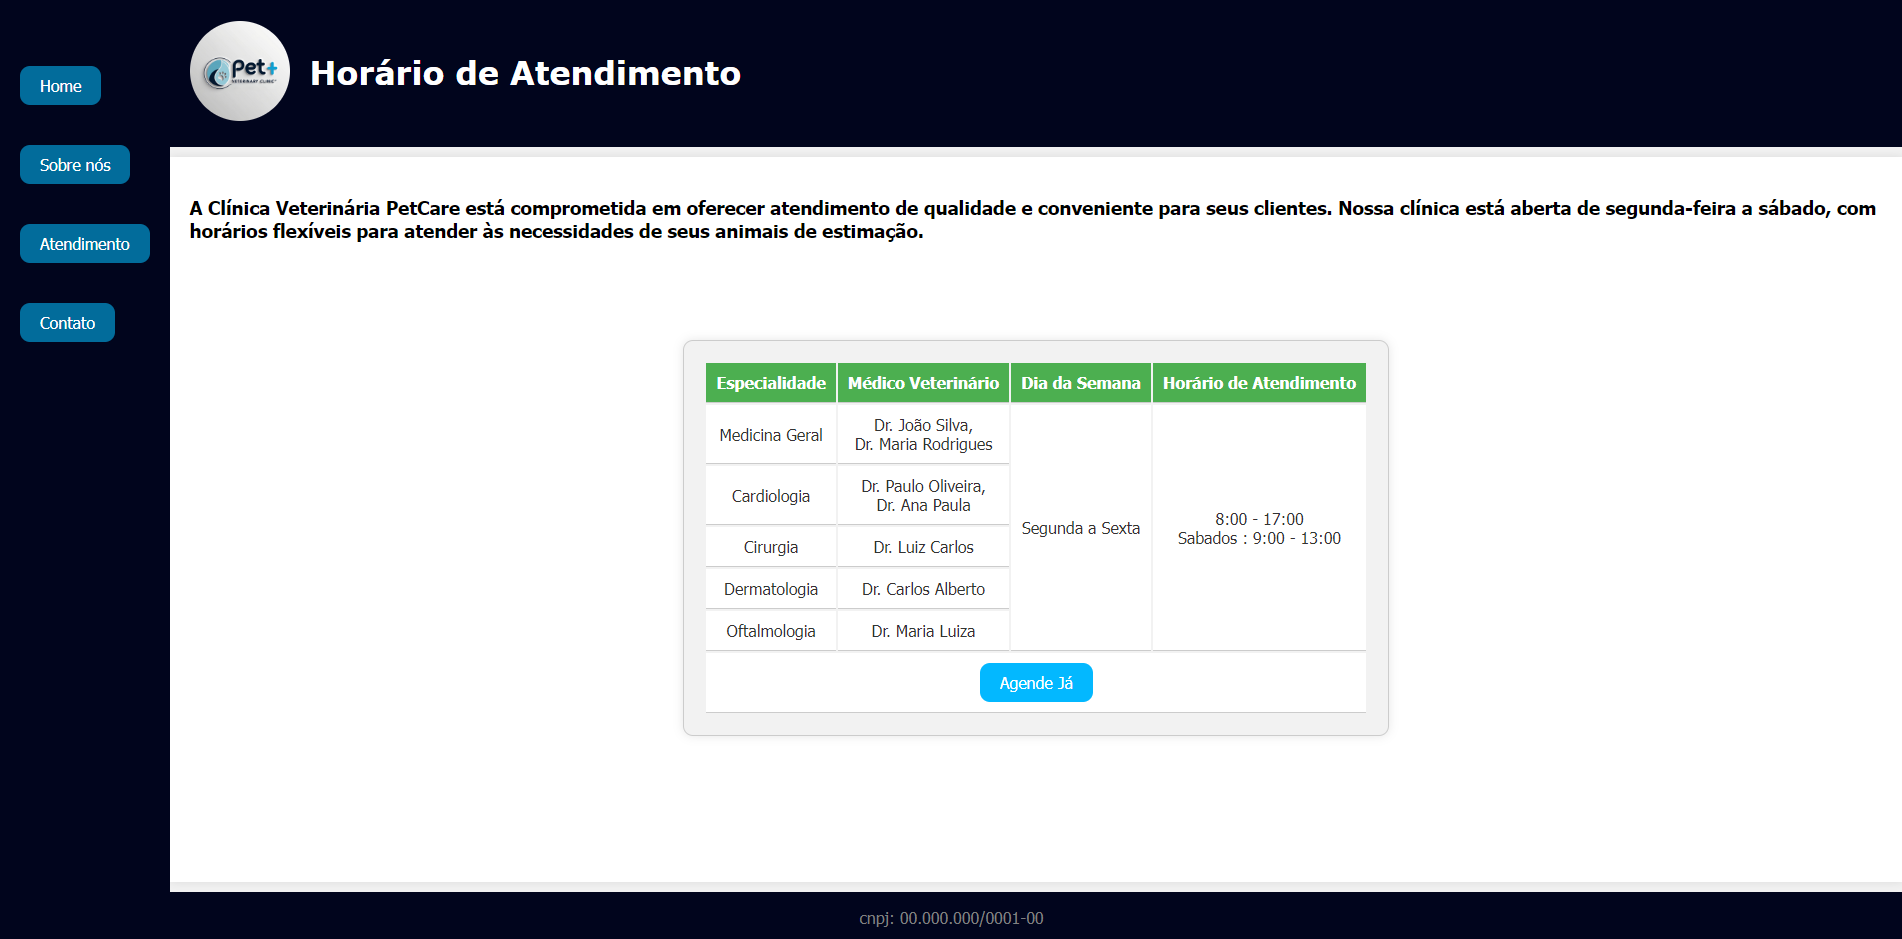 Home
Sobre nós
Atendimento
Contato
Pet+
VETERINARY CLINIC
Horário de Atendimento
A Clínica Veterinária PetCare está comprometida em oferecer atendimento de qualidade e conveniente para seus clientes. Nossa clínica está aberta de segunda-feira a sábado, com
horários flexíveis para atender às necessidades de seus animais de estimação.
Especialidade Médico Veterinário Dia da Semana Horário de Atendimento
Medicina Geral
Dr. João Silva,
Dr. Maria Rodrigues
Cardiologia
Dr. Paulo Oliveira,
Dr. Ana Paula
Cirurgia
Dr. Luiz Carlos
Dermatologia
Dr. Carlos Alberto
Oftalmologia
Dr. Maria Luiza
Segunda a Sexta
8:00 - 17:00
Sabados : 9:00 - 13:00
Agende Já
cnpj: 00.000.000/0001-00